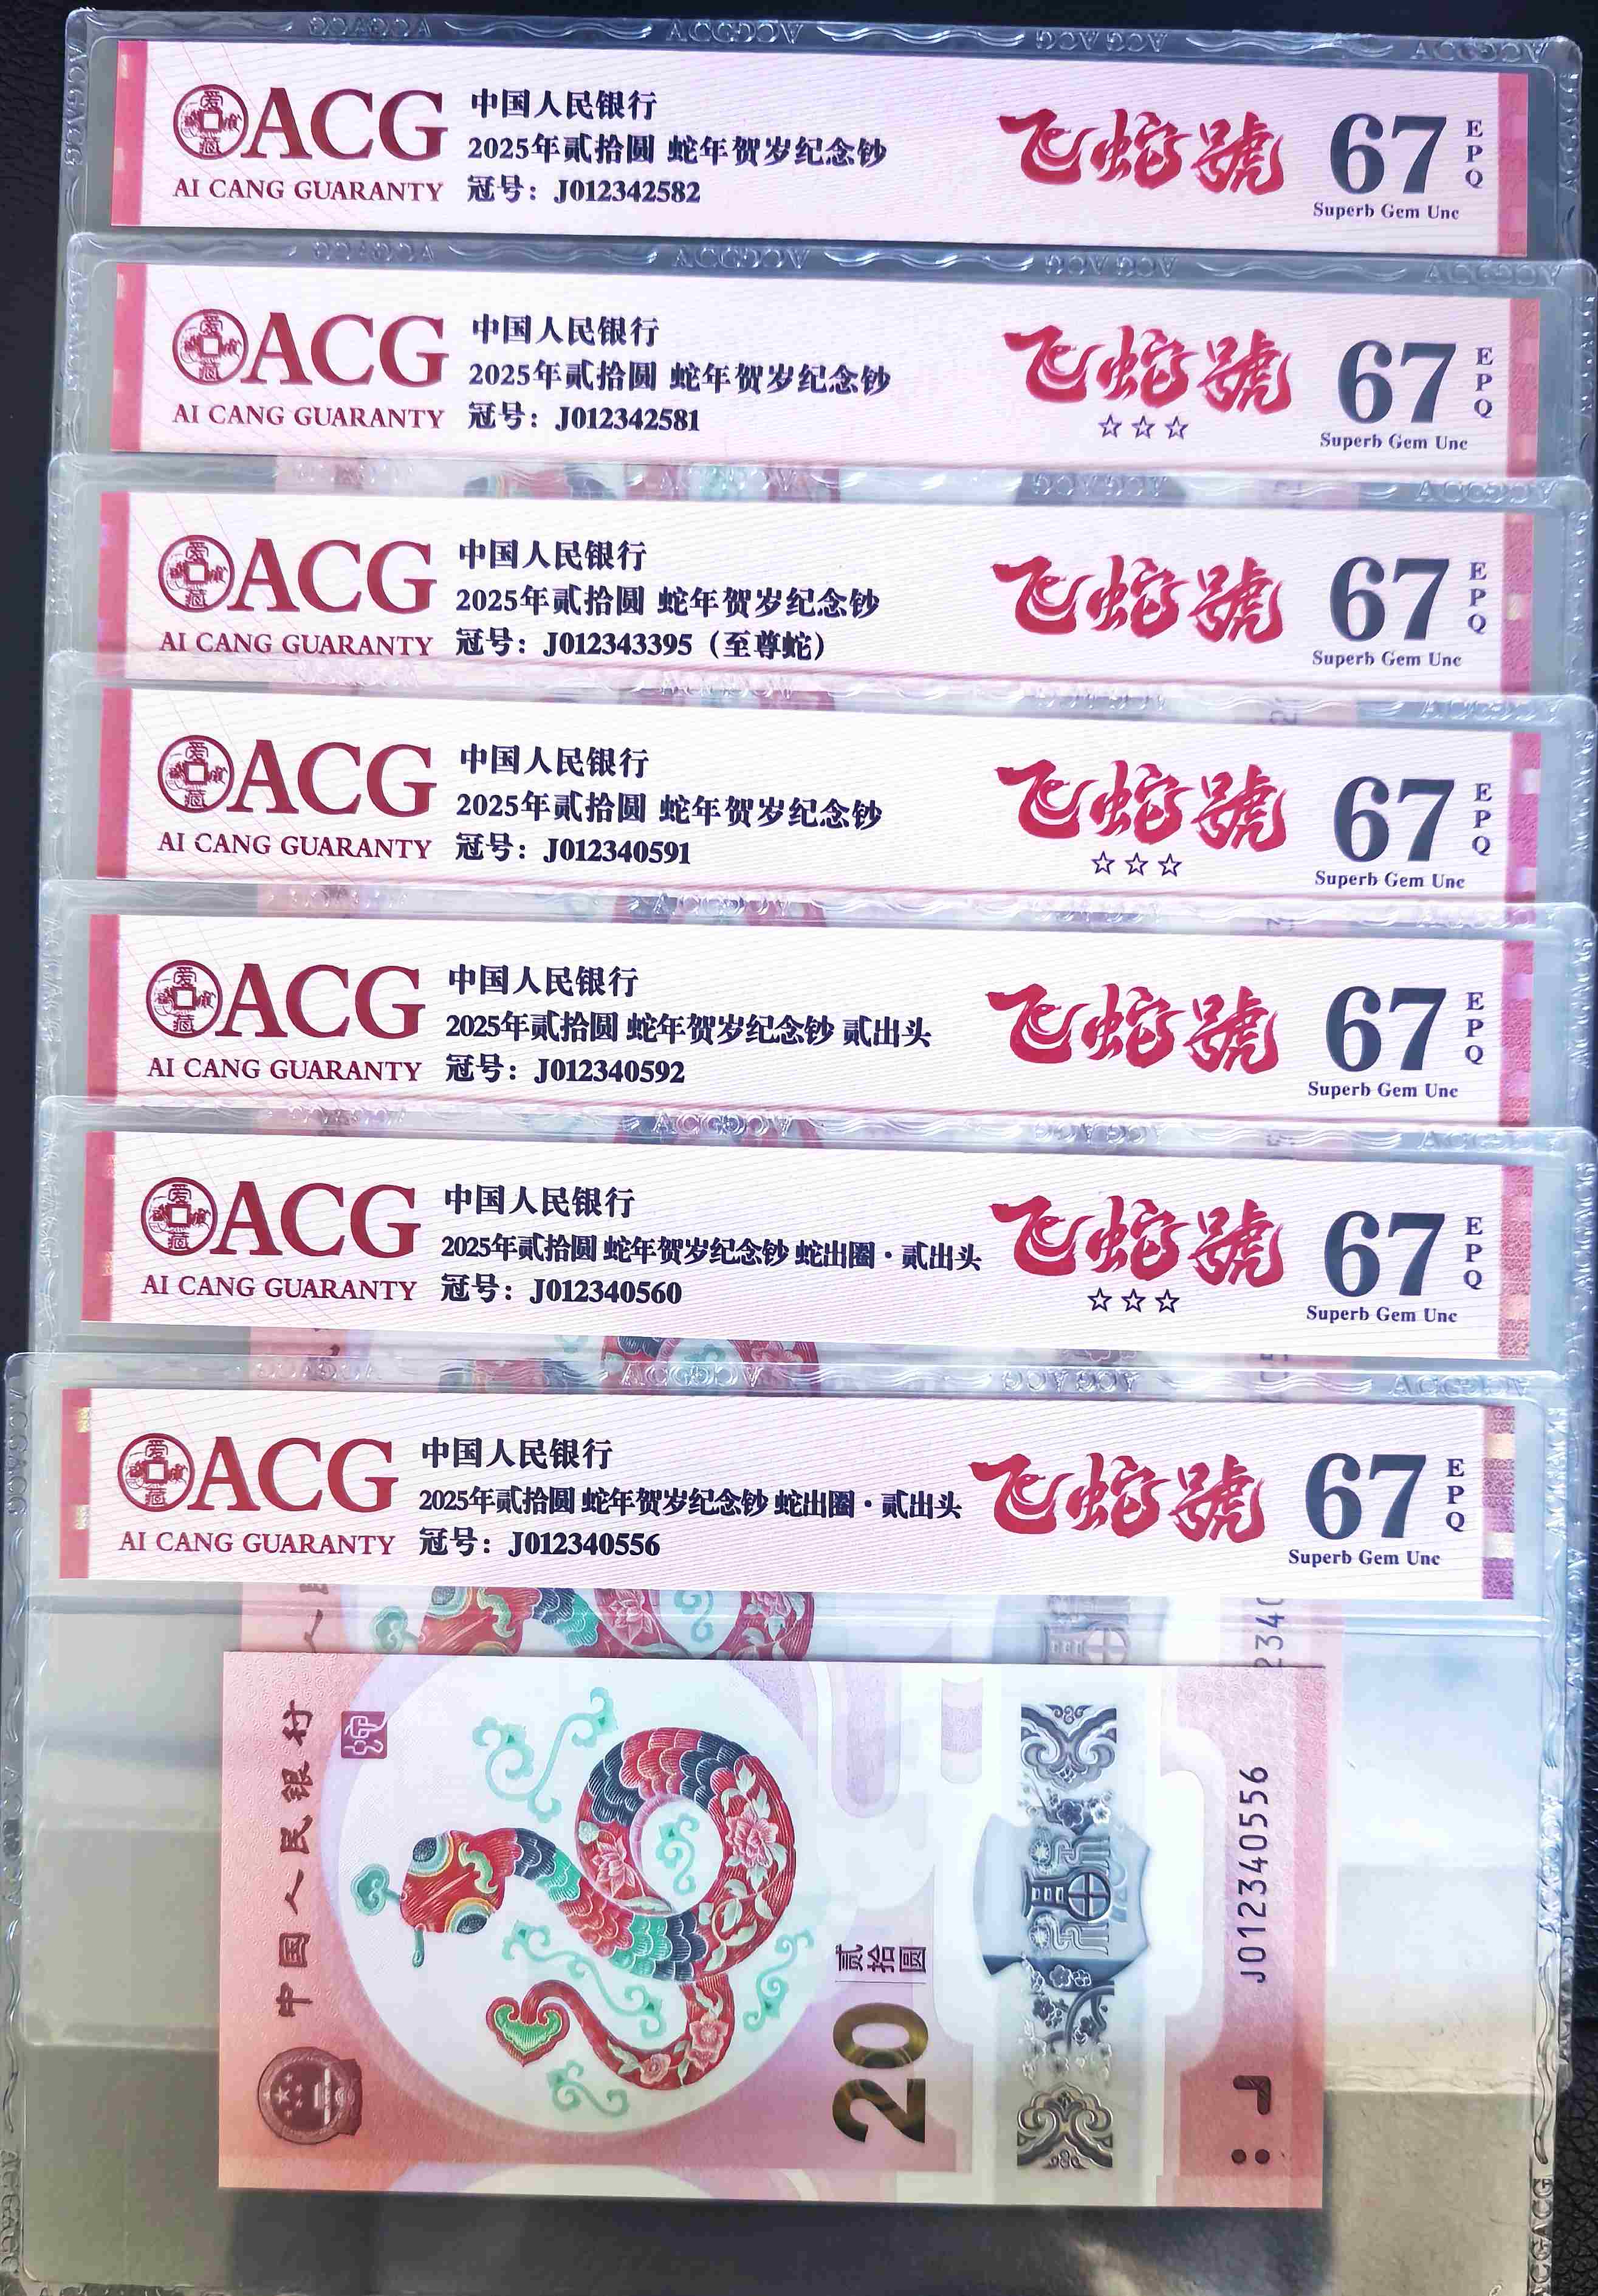 ACG
AI CANG GUARANTY
中国人民银行
2025年贰拾圆 蛇年贺岁纪念钞
冠号：J012342582
飞蛇號
67
EPQ
Superb Gem Unc
ACG
AI CANG GUARANTY
中国人民银行
2025年贰拾圆 蛇年贺岁纪念钞
冠号：J012342581
飞蛇號
☆☆☆
67
EPQ
Superb Gem Unc
ACG
AI CANG GUARANTY
中国人民银行
2025年贰拾圆 蛇年贺岁纪念钞
冠号：J012343395（至尊蛇）
飞蛇號
67
EPQ
Superb Gem Unc
ACG
AI CANG GUARANTY
中国人民银行
2025年贰拾圆 蛇年贺岁纪念钞
冠号：J012340591
飞蛇號
☆☆☆
67
EPQ
Superb Gem Unc
ACG
AI CANG GUARANTY
中国人民银行
2025年贰拾圆 蛇年贺岁纪念钞 贰出头
冠号：J012340592
飞蛇號
67
EPQ
Superb Gem Unc
ACG
AI CANG GUARANTY
中国人民银行
2025年贰拾圆 蛇年贺岁纪念钞 蛇出圈·贰出头
冠号：J012340560
飞蛇號
☆☆☆
67
EPQ
Superb Gem Unc
ACG
AI CANG GUARANTY
中国人民银行
2025年贰拾圆 蛇年贺岁纪念钞 蛇出圈·贰出头
冠号：J012340556
飞蛇號
67
EPQ
Superb Gem Unc
中国人民银行
20
贰拾圆
福
J012340556